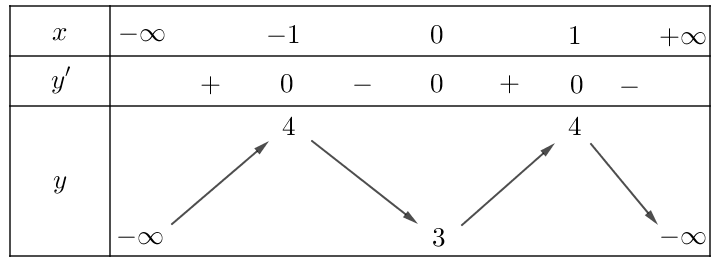 x −∞ −1 0 1 +∞
y′ + 0 − 0 + 0 −
4 4
y
−∞ 3 −∞